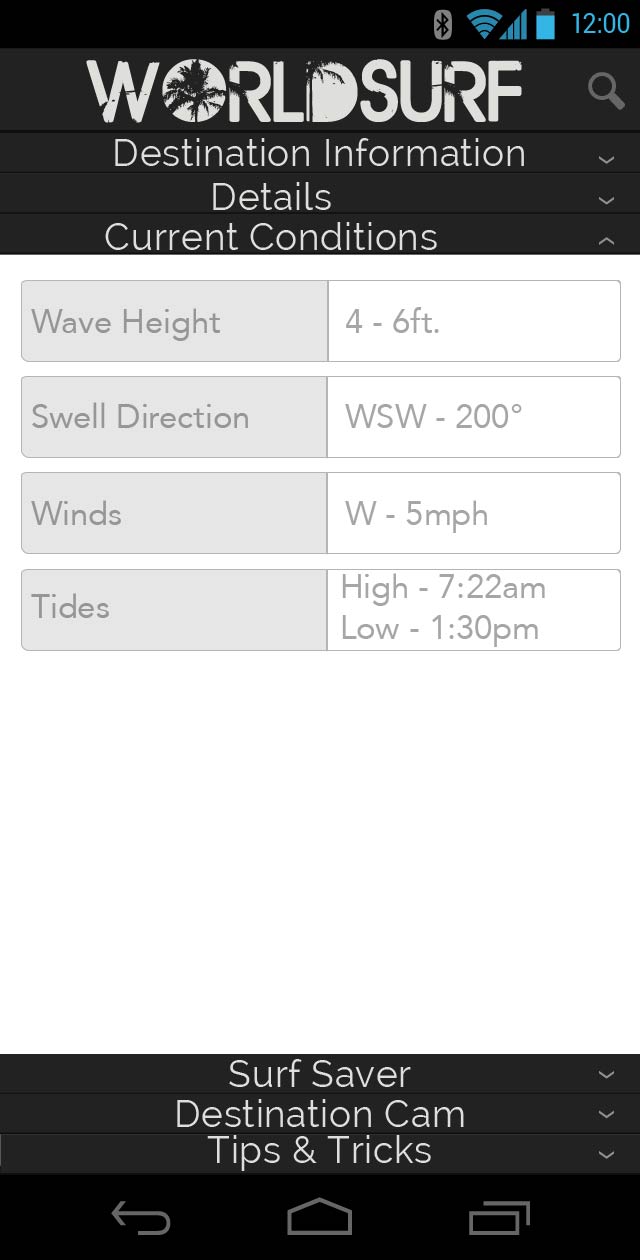 12:00
WORLDSURF
Destination Information
Details
Current Conditions
Wave Height 4 - 6ft.
Swell Direction WSW - 200°
Winds W - 5mph
Tides High - 7:22am
Low - 1:30pm
Surf Saver
Destination Cam
Tips & Tricks